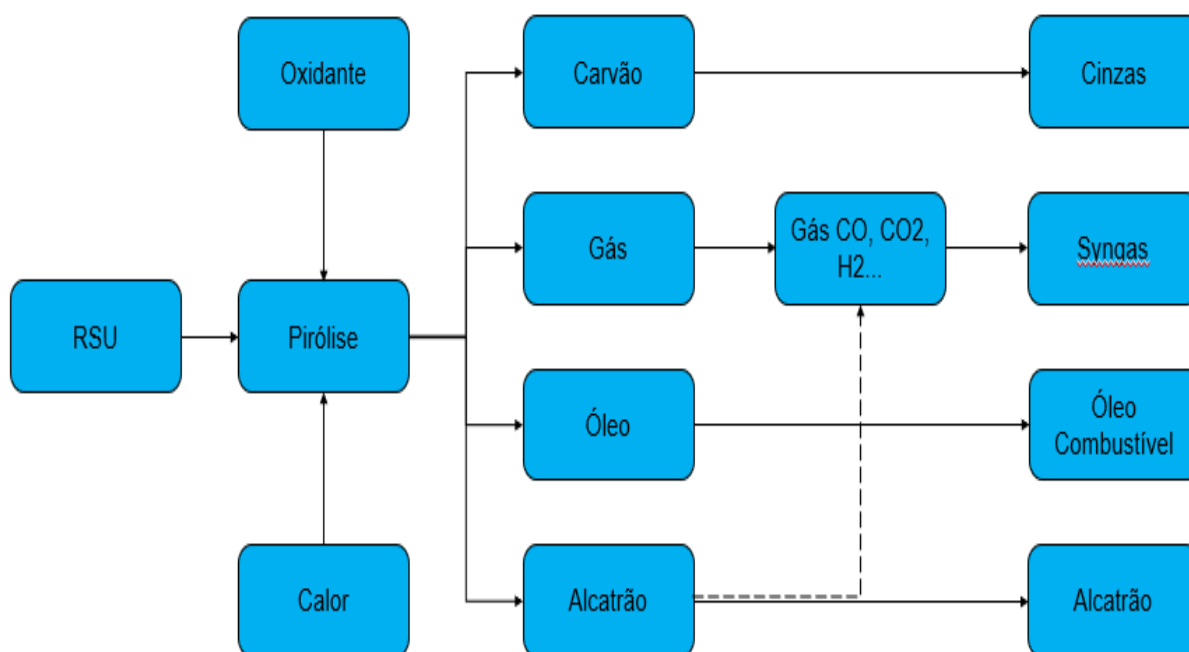 Oxidante
Carvão
Cinzas
Gás
Gás CO, CO2,
H2...
Syngas
RSU
Pirólise
Óleo
Óleo
Combustível
Calor
Alcatrão
Alcatrão